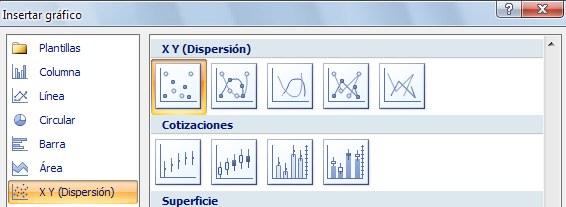 Insertar gráfico
Plantillas
Columna
Línea
Circular
Barra
Área
X Y (Dispersión)
X Y (Dispersión)
Cotizaciones
Superficie